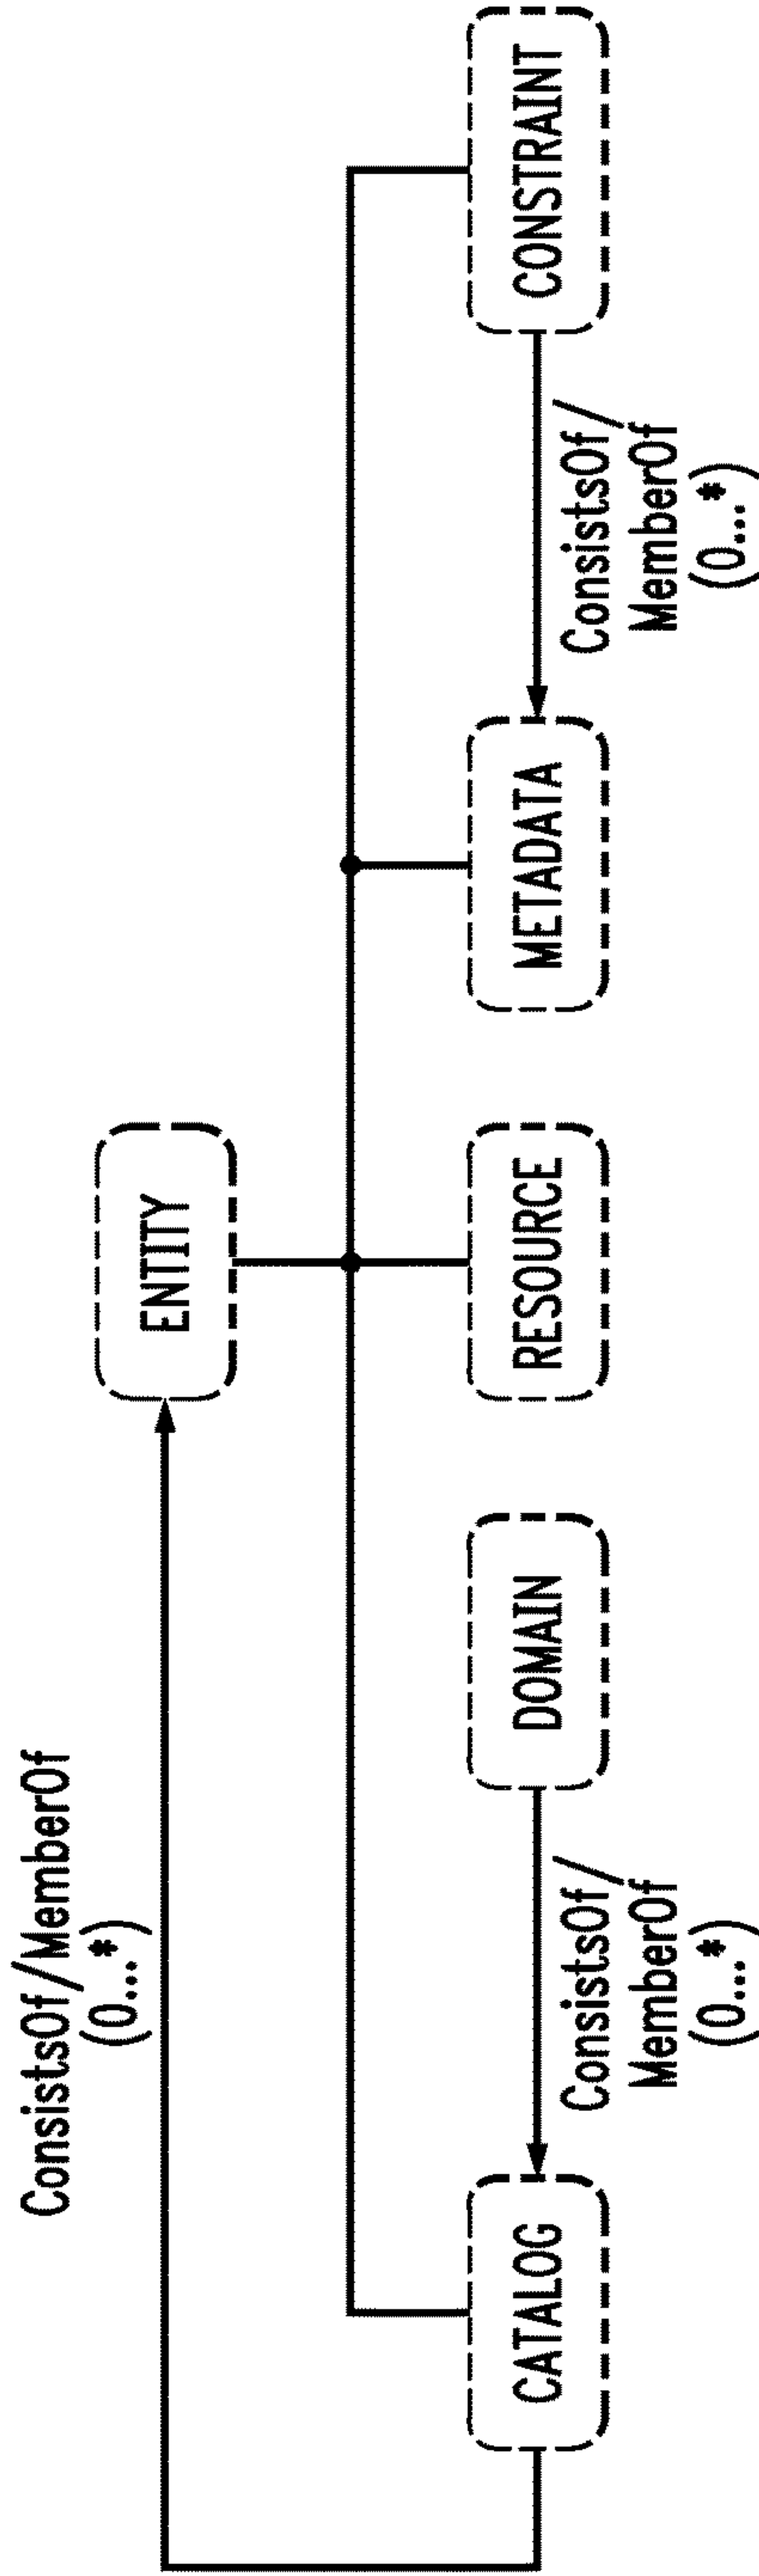 ConsistsOf/MemberOf
(0...*)
ENTITY
CATALOG
ConsistsOf/
MemberOf
(0...*)
DOMAIN
RESOURCE
METADATA
ConsistsOf/
MemberOf
(0...*)
CONSTRAINT